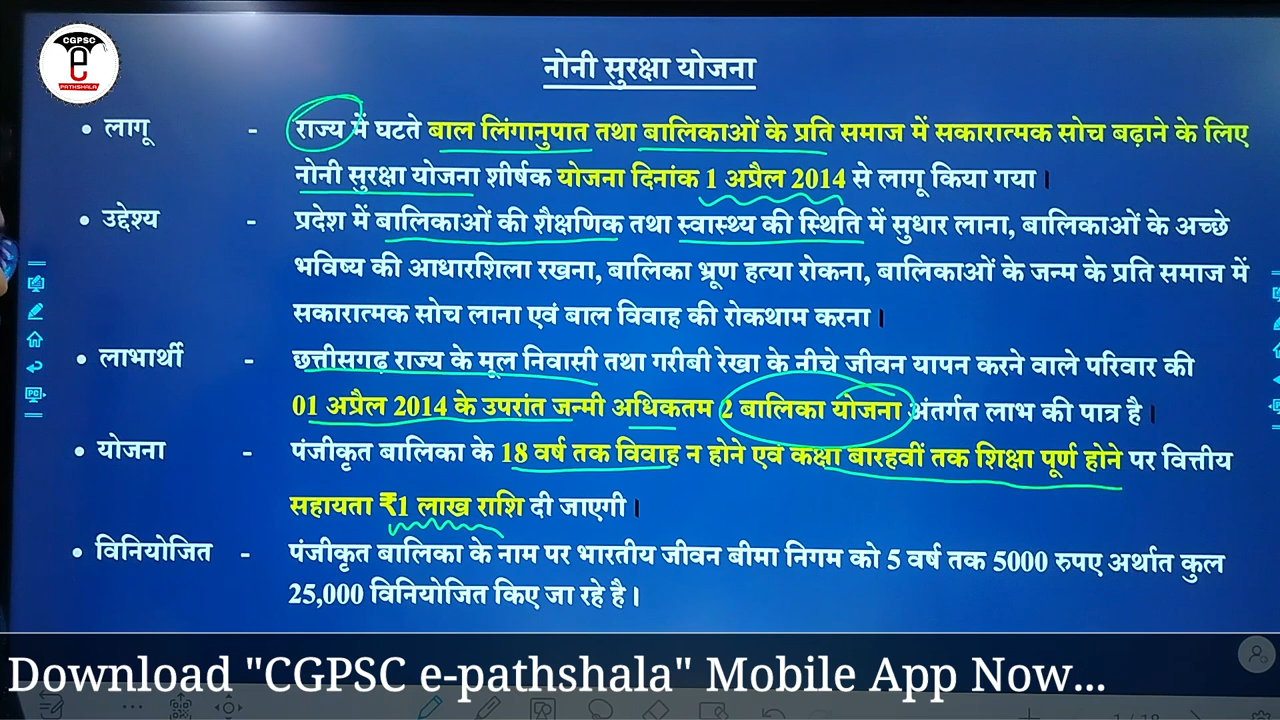 CGPSC
e
PATHSHALA
नोनी सुरक्षा योजना
• लागू - राज्य में घटते बाल लिंगानुपात तथा बालिकाओं के प्रति समाज में सकारात्मक सोच बढ़ाने के लिए
नोनी सुरक्षा योजना शीर्षक योजना दिनांक 1 अप्रैल 2014 से लागू किया गया।
• उद्देश्य - प्रदेश में बालिकाओं की शैक्षणिक तथा स्वास्थ्य की स्थिति में सुधार लाना, बालिकाओं के अच्छे
भविष्य की आधारशिला रखना, बालिका भ्रूण हत्या रोकना, बालिकाओं के जन्म के प्रति समाज में
सकारात्मक सोच लाना एवं बाल विवाह की रोकथाम करना।
• लाभार्थी - छत्तीसगढ़ राज्य के मूल निवासी तथा गरीबी रेखा के नीचे जीवन यापन करने वाले परिवार की
01 अप्रैल 2014 के उपरांत जन्मी अधिकतम 2 बालिका योजना अंतर्गत लाभ की पात्र है।
• योजना - पंजीकृत बालिका के 18 वर्ष तक विवाह न होने एवं कक्षा बारहवीं तक शिक्षा पूर्ण होने पर वित्तीय
सहायता ₹1 लाख राशि दी जाएगी।
• विनियोजित - पंजीकृत बालिका के नाम पर भारतीय जीवन बीमा निगम को 5 वर्ष तक 5000 रुपए अर्थात कुल
25,000 विनियोजित किए जा रहे है।
PC
Download "CGPSC e-pathshala" Mobile App Now...